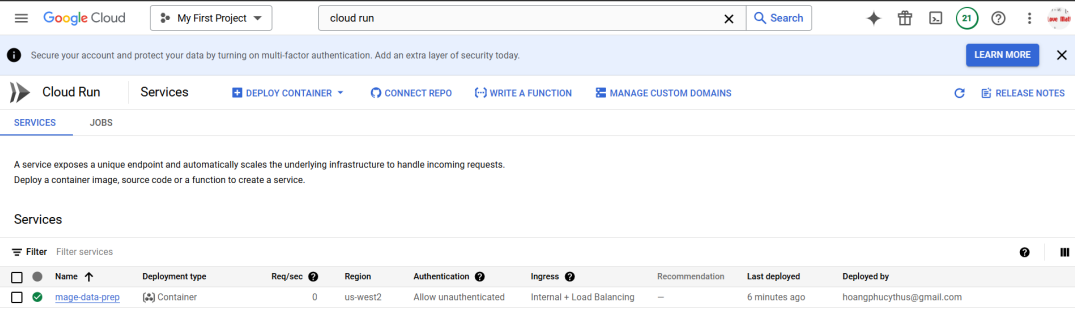 Google Cloud My First Project cloud run Search 21
Secure your account and protect your data by turning on multi-factor authentication. Add an extra layer of security today. LEARN MORE
Cloud Run Services DEPLOY CONTAINER CONNECT REPO WRITE A FUNCTION MANAGE CUSTOM DOMAINS RELEASE NOTES
SERVICES JOBS
A service exposes a unique endpoint and automatically scales the underlying infrastructure to handle incoming requests.
Deploy a container image, source code or a function to create a service.
Services
Filter Filter services
Name Deployment type Req/sec Region Authentication Ingress Recommendation Last deployed Deployed by
mage-data-prep Container 0 us-west2 Allow unauthenticated Internal + Load Balancing — 6 minutes ago hoangphucythus@gmail.com